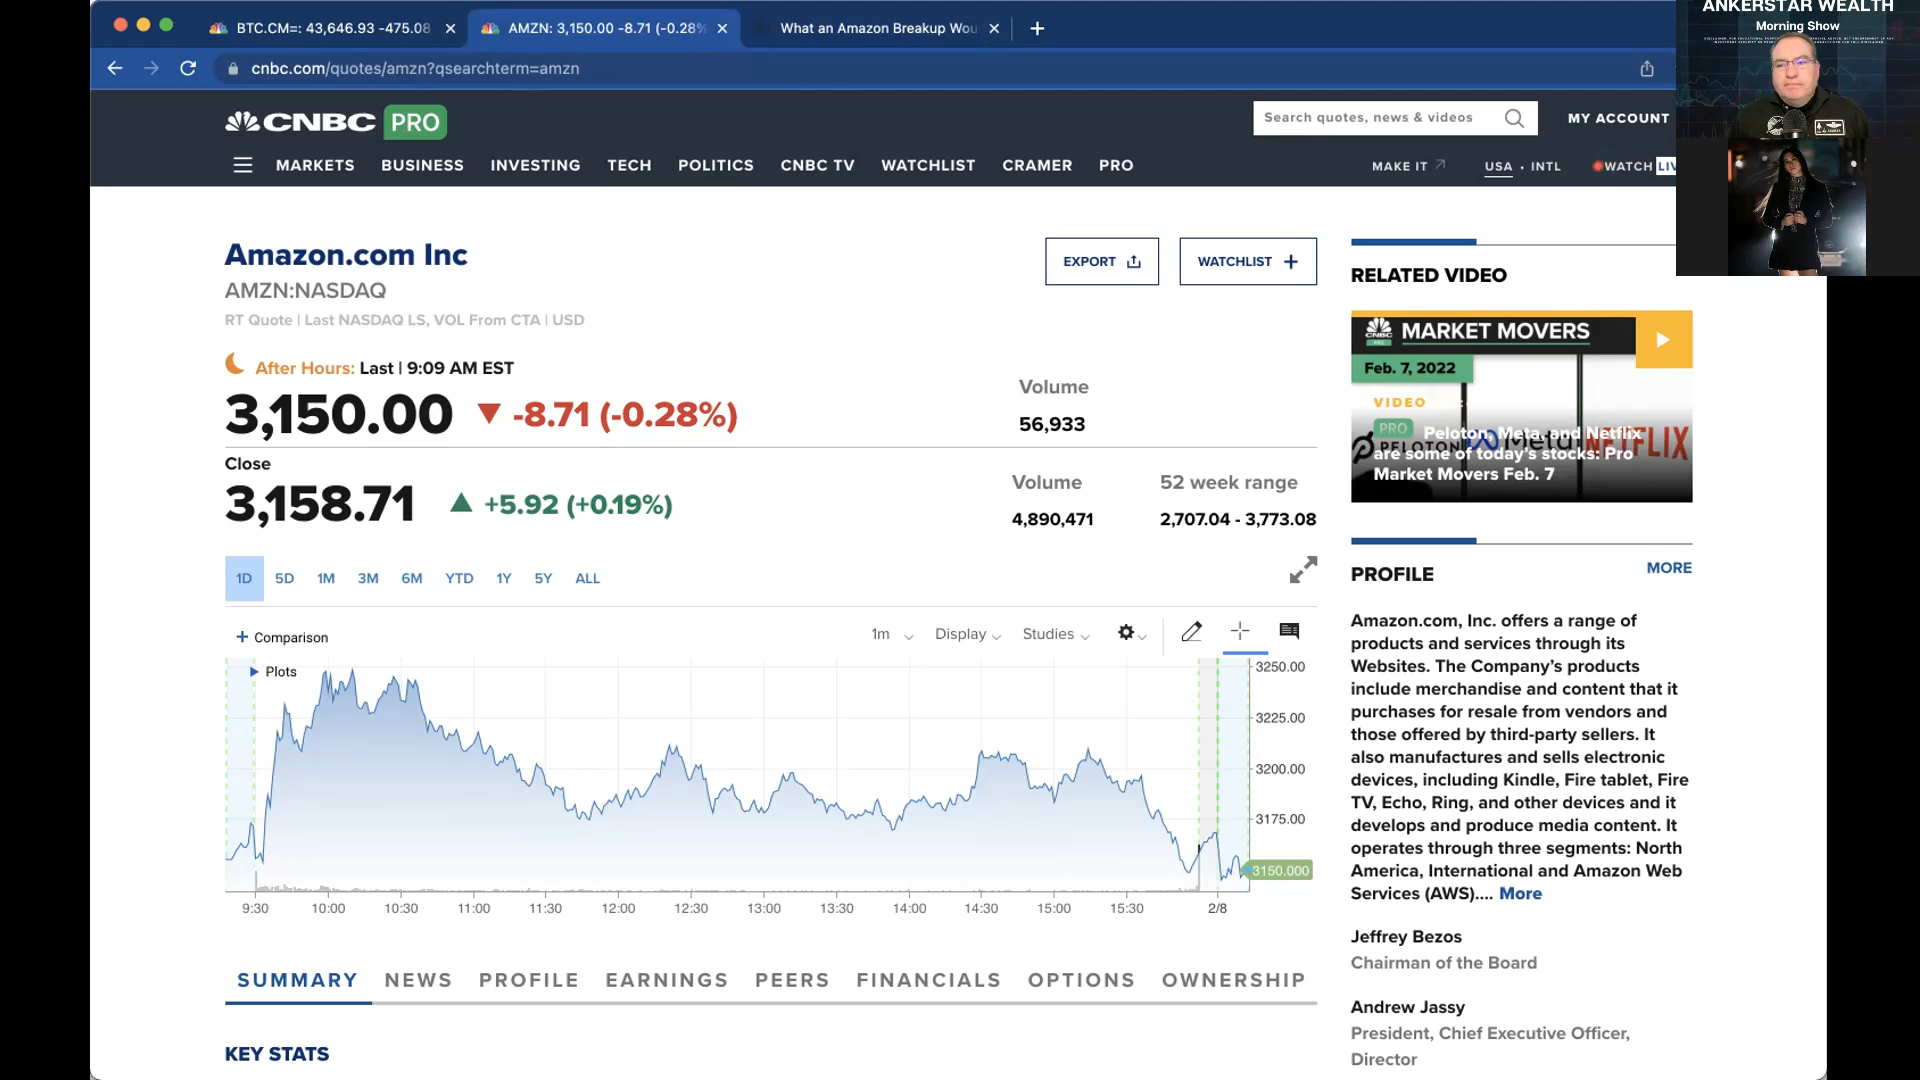 BTC.CM=: 43,646.93 -475.08
AMZN: 3,150.00 -8.71 (-0.28%
What an Amazon Breakup Wou
ANKERSTAR WEALTH
Morning Show
cnbc.com/quotes/amzn?qsearchterm=amzn
CNBC PRO
Search quotes, news & videos
MY ACCOUNT
MARKETS BUSINESS INVESTING TECH POLITICS CNBC TV WATCHLIST CRAMER PRO
MAKE IT USA · INTL WATCH LIV
Amazon.com Inc
AMZN:NASDAQ
RT Quote | Last NASDAQ LS, VOL From CTA | USD
EXPORT
WATCHLIST +
After Hours: Last | 9:09 AM EST
3,150.00 ▼ -8.71 (-0.28%)
Volume
56,933
Close
3,158.71 ▲ +5.92 (+0.19%)
Volume
4,890,471
52 week range
2,707.04 - 3,773.08
1D 5D 1M 3M 6M YTD 1Y 5Y ALL
+ Comparison
1m Display Studies
Plots
3250.00
3225.00
3200.00
3175.00
3150.000
9:30 10:00 10:30 11:00 11:30 12:00 12:30 13:00 13:30 14:00 14:30 15:00 15:30 2/8
SUMMARY NEWS PROFILE EARNINGS PEERS FINANCIALS OPTIONS OWNERSHIP
KEY STATS
RELATED VIDEO
CNBC PRO MARKET MOVERS
Feb. 7, 2022
VIDEO
PELOTON Meta NETFLIX
PRO Peloton, Meta, and Netflix
are some of today's stocks: Pro
Market Movers Feb. 7
PROFILE
MORE
Amazon.com, Inc. offers a range of
products and services through its
Websites. The Company's products
include merchandise and content that it
purchases for resale from vendors and
those offered by third-party sellers. It
also manufactures and sells electronic
devices, including Kindle, Fire tablet, Fire
TV, Echo, Ring, and other devices and it
develops and produce media content. It
operates through three segments: North
America, International and Amazon Web
Services (AWS).... More
Jeffrey Bezos
Chairman of the Board
Andrew Jassy
President, Chief Executive Officer,
Director